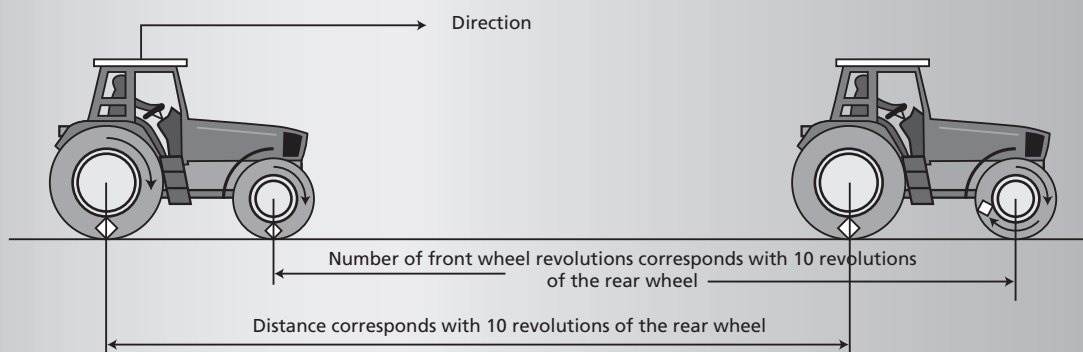 Direction
Number of front wheel revolutions corresponds with 10 revolutions
of the rear wheel
Distance corresponds with 10 revolutions of the rear wheel